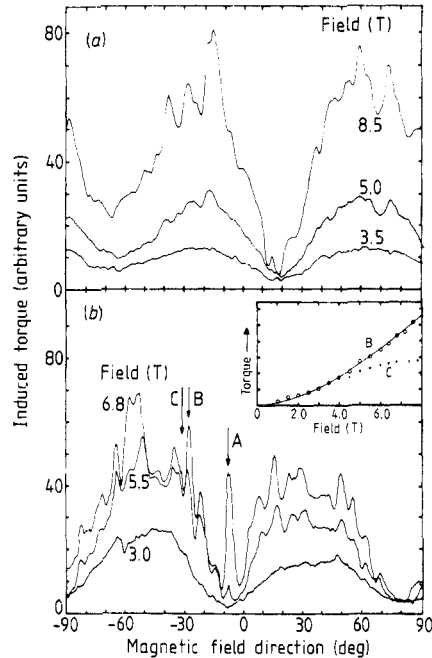 (a)
Field (T)
80
8.5
40
5.0
3.5
0
Induced torque (arbitrary units)
(b)
Field (T)
C
B
6.8
A
5.5
3.0
80
40
0
Torque →
B
C
0 2.0 4.0 6.0
Field (T)
-90 -60 -30 0 30 60 90
Magnetic field direction (deg)